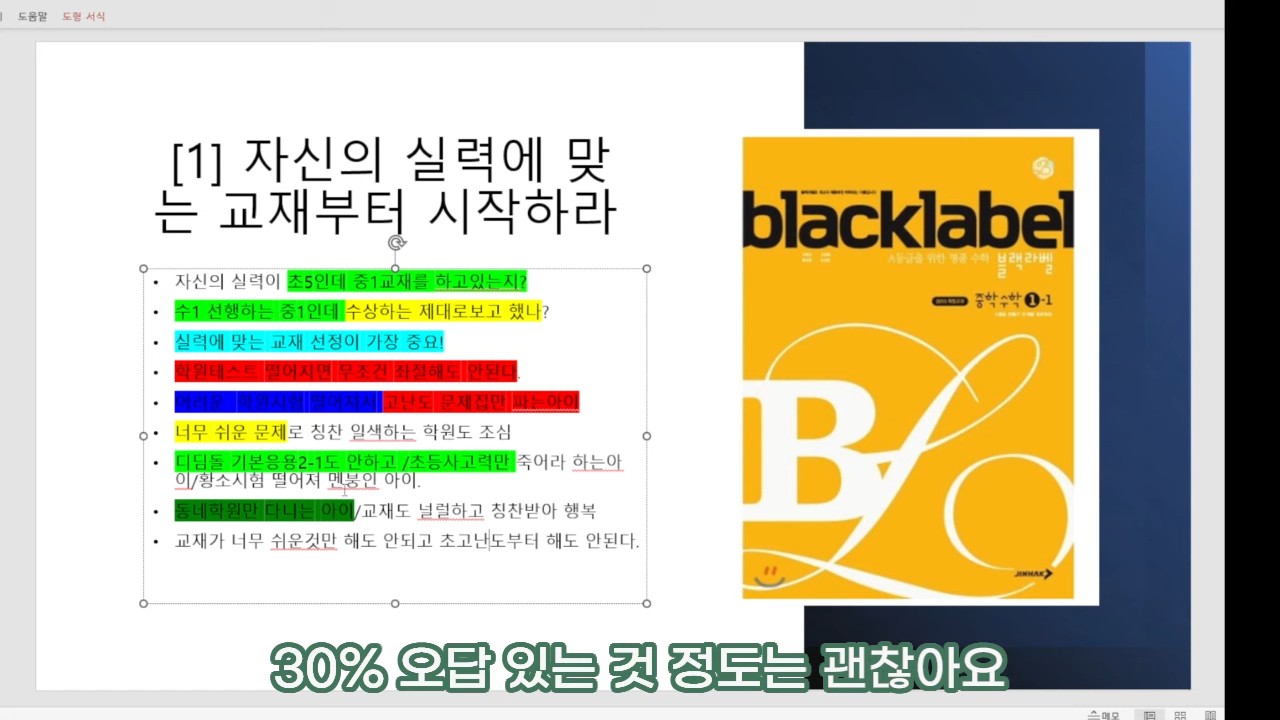 도움말 도형 서식
[1] 자신의 실력에 맞
는 교재부터 시작하라
• 자신의 실력이 초5인데 중1교재를 하고있는지?
• 수1 선행하는 중1인데 수상하는 제대로보고 했나?
• 실력에 맞는 교재 선정이 가장 중요!
• 학원테스트 떨어지면 무조건 좌절해도 안된다.
• 어려운 학원시험 떨어져서 고난도 문제집만 파는아이
• 너무 쉬운 문제로 칭찬 일색하는 학원도 조심
• 디딤돌 기본응용2-1도 안하고 /초등사고력만 죽어라 하는아
이/황소시험 떨어져 멘붕인 아이.
• 동네학원만 다니는 아이/교재도 널럴하고 칭찬받아 행복
• 교재가 너무 쉬운것만 해도 안되고 초고난도부터 해도 안된다.
blacklabel
A등급을 위한 명품 수학 블랙라벨
중학수학 1-1
BL
JINHAK
30% 오답 있는 것 정도는 괜찮아요
메모